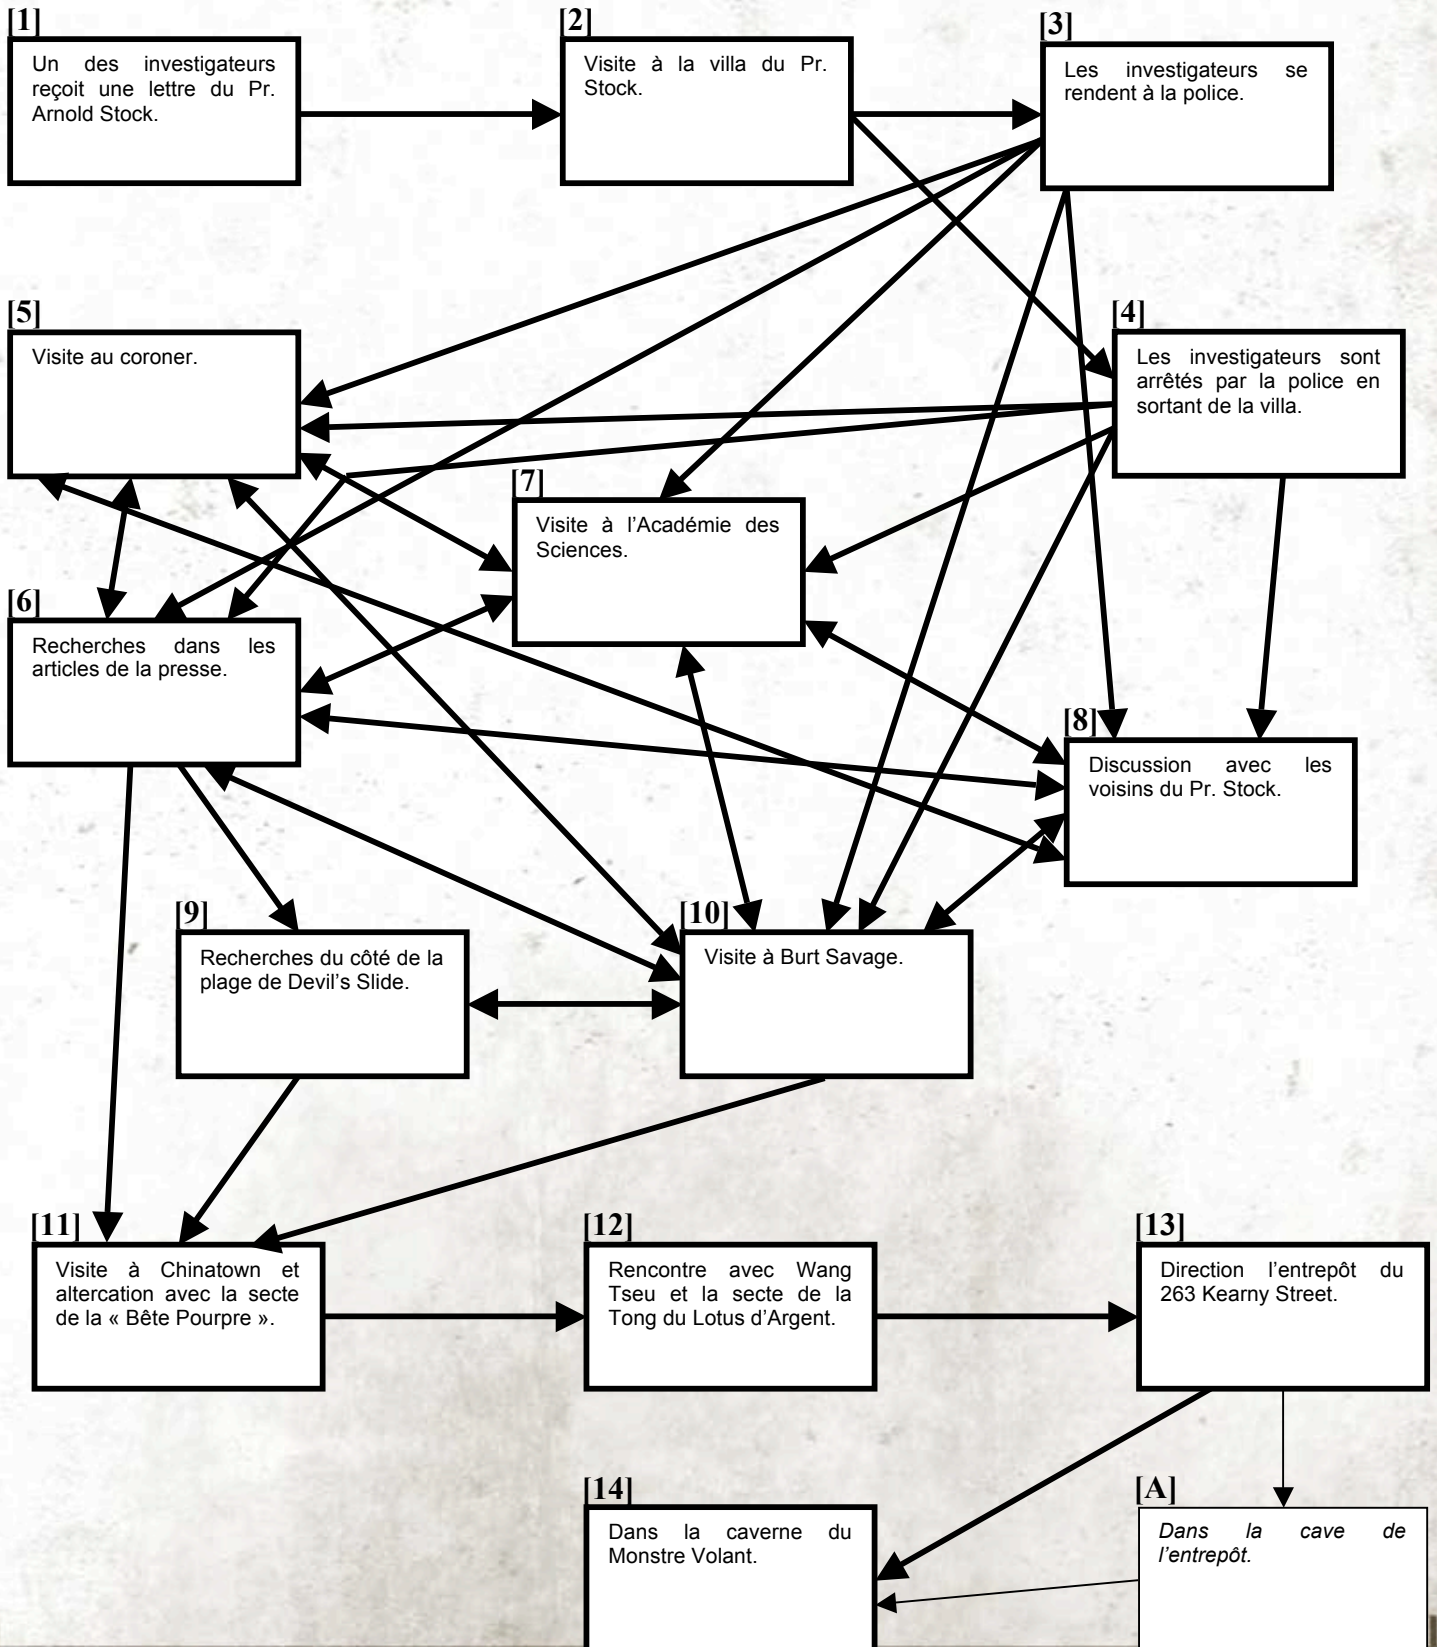 [1]
Un des investigateurs
reçoit une lettre du Pr.
Arnold Stock.
[2]
Visite à la villa du Pr.
Stock.
[3]
Les investigateurs se
rendent à la police.
[4]
Les investigateurs sont
arrêtés par la police en
sortant de la villa.
[5]
Visite au coroner.
[6]
Recherches dans les
articles de la presse.
[7]
Visite à l’Académie des
Sciences.
[8]
Discussion avec les
voisins du Pr. Stock.
[9]
Recherches du côté de la
plage de Devil’s Slide.
[10]
Visite à Burt Savage.
[11]
Visite à Chinatown et
altercation avec la secte
de la « Bête Pourpre ».
[12]
Rencontre avec Wang
Tseu et la secte de la
Tong du Lotus d’Argent.
[13]
Direction l’entrepôt du
263 Kearny Street.
[14]
Dans la caverne du
Monstre Volant.
[A]
Dans la cave de
l’entrepôt.